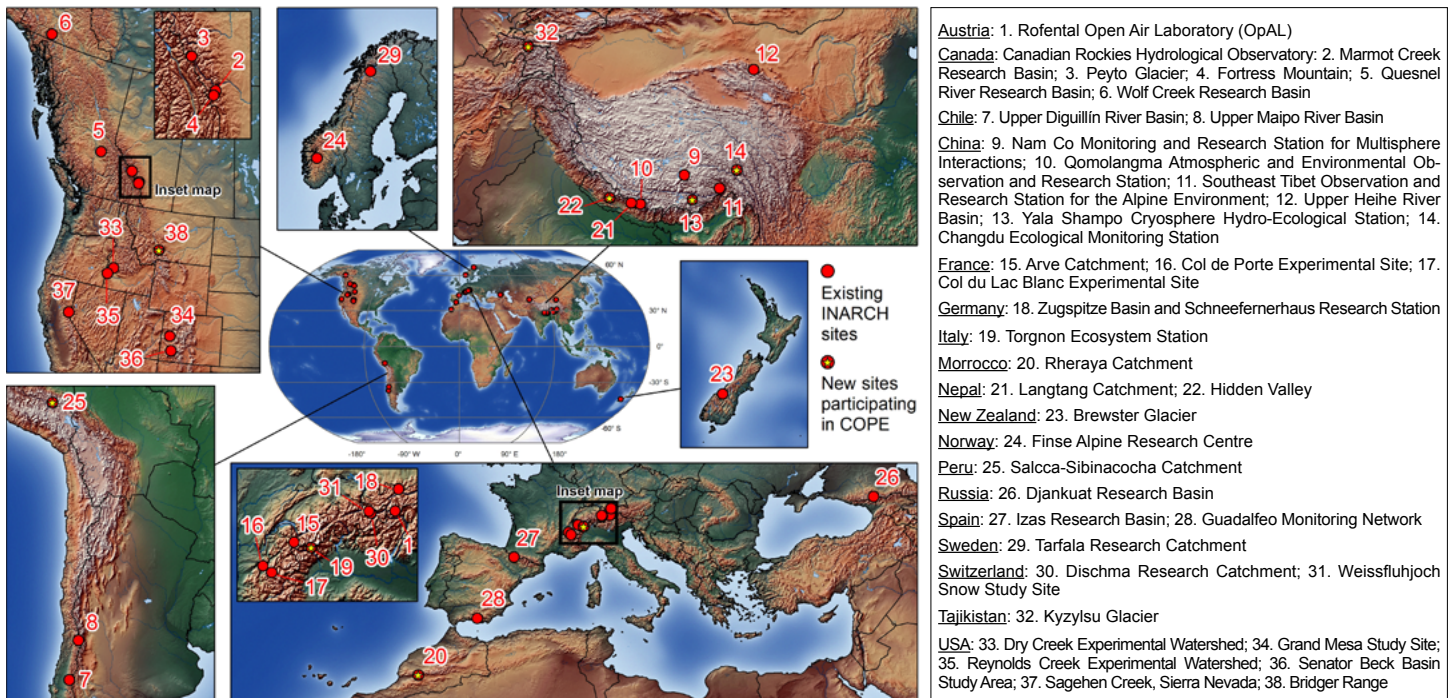 6
3
2
4
5
Inset map
33
38
37
35
34
36
29
24
32
12
9
14
10
22
21
13
11
60° N
30° N
0°
-30° S
-60° S
-180°
-90° W
0°
90° E
180°
Existing
INARCH
sites
New sites
participating
in COPE
23
25
8
7
31
18
16
15
1
30
19
17
Inset map
26
27
28
20
Austria: 1. Rofental Open Air Laboratory (OpAL)
Canada: Canadian Rockies Hydrological Observatory: 2. Marmot Creek
Research Basin; 3. Peyto Glacier; 4. Fortress Mountain; 5. Quesnel
River Research Basin; 6. Wolf Creek Research Basin
Chile: 7. Upper Diguillín River Basin; 8. Upper Maipo River Basin
China: 9. Nam Co Monitoring and Research Station for Multisphere
Interactions; 10. Qomolangma Atmospheric and Environmental Ob-
servation and Research Station; 11. Southeast Tibet Observation and
Research Station for the Alpine Environment; 12. Upper Heihe River
Basin; 13. Yala Shampo Cryosphere Hydro-Ecological Station; 14.
Changdu Ecological Monitoring Station
France: 15. Arve Catchment; 16. Col de Porte Experimental Site; 17.
Col du Lac Blanc Experimental Site
Germany: 18. Zugspitze Basin and Schneefernerhaus Research Station
Italy: 19. Torgnon Ecosystem Station
Morrocco: 20. Rheraya Catchment
Nepal: 21. Langtang Catchment; 22. Hidden Valley
New Zealand: 23. Brewster Glacier
Norway: 24. Finse Alpine Research Centre
Peru: 25. Salcca-Sibinacocha Catchment
Russia: 26. Djankuat Research Basin
Spain: 27. Izas Research Basin; 28. Guadalfeo Monitoring Network
Sweden: 29. Tarfala Research Catchment
Switzerland: 30. Dischma Research Catchment; 31. Weissfluhjoch
Snow Study Site
Tajikistan: 32. Kyzylsu Glacier
USA: 33. Dry Creek Experimental Watershed; 34. Grand Mesa Study Site;
35. Reynolds Creek Experimental Watershed; 36. Senator Beck Basin
Study Area; 37. Sagehen Creek, Sierra Nevada; 38. Bridger Range